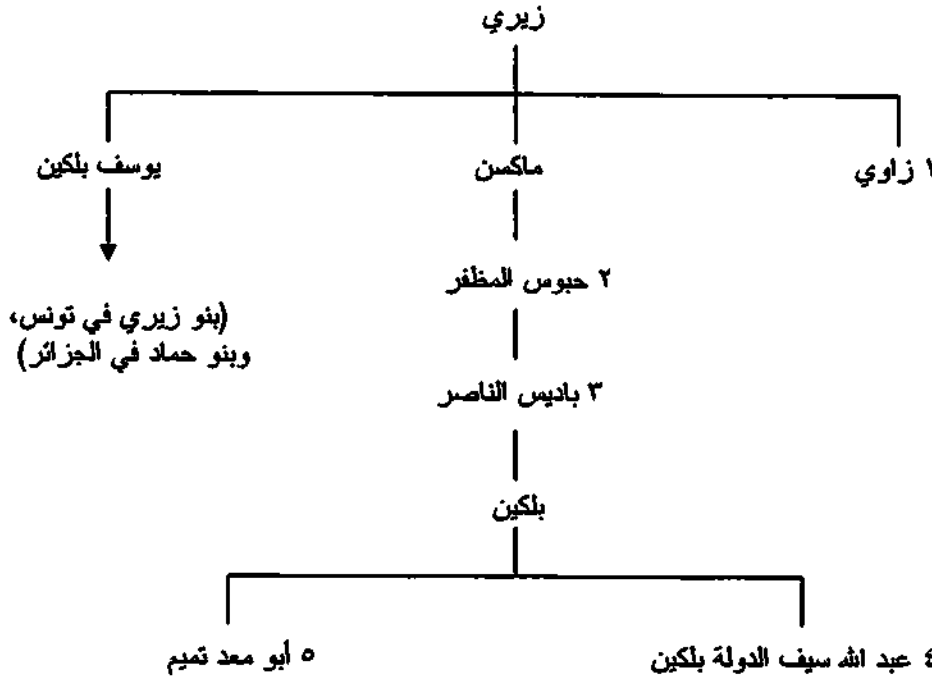 زيري
١ زاوي
ماكسن
يوسف بلكين
٢ حبوس المظفر
(بنو زيري في تونس،
وبنو حماد في الجزائر)
٣ باديس الناصر
بلكين
٤ عبد الله سيف الدولة بلكين
٥ أبو معد تميم